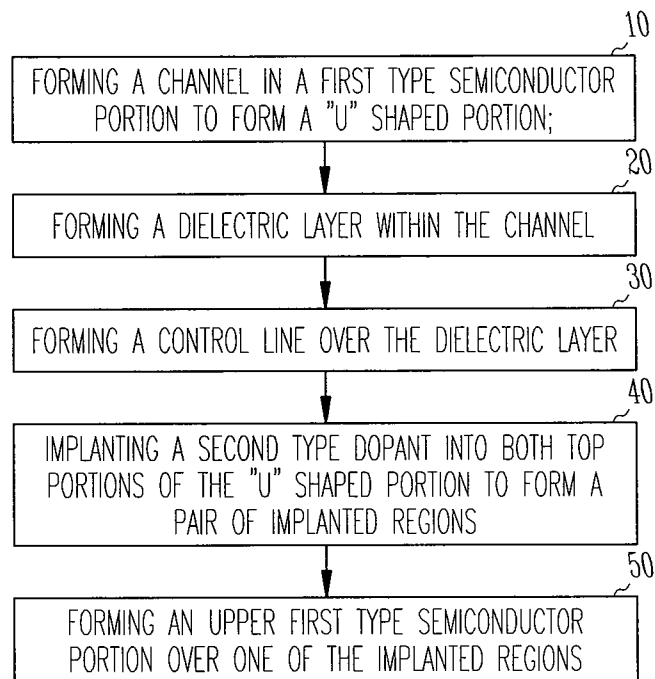 10
FORMING A CHANNEL IN A FIRST TYPE SEMICONDUCTOR
PORTION TO FORM A "U" SHAPED PORTION;
20
FORMING A DIELECTRIC LAYER WITHIN THE CHANNEL
30
FORMING A CONTROL LINE OVER THE DIELECTRIC LAYER
40
IMPLANTING A SECOND TYPE DOPANT INTO BOTH TOP
PORTIONS OF THE "U" SHAPED PORTION TO FORM A
PAIR OF IMPLANTED REGIONS
50
FORMING AN UPPER FIRST TYPE SEMICONDUCTOR
PORTION OVER ONE OF THE IMPLANTED REGIONS